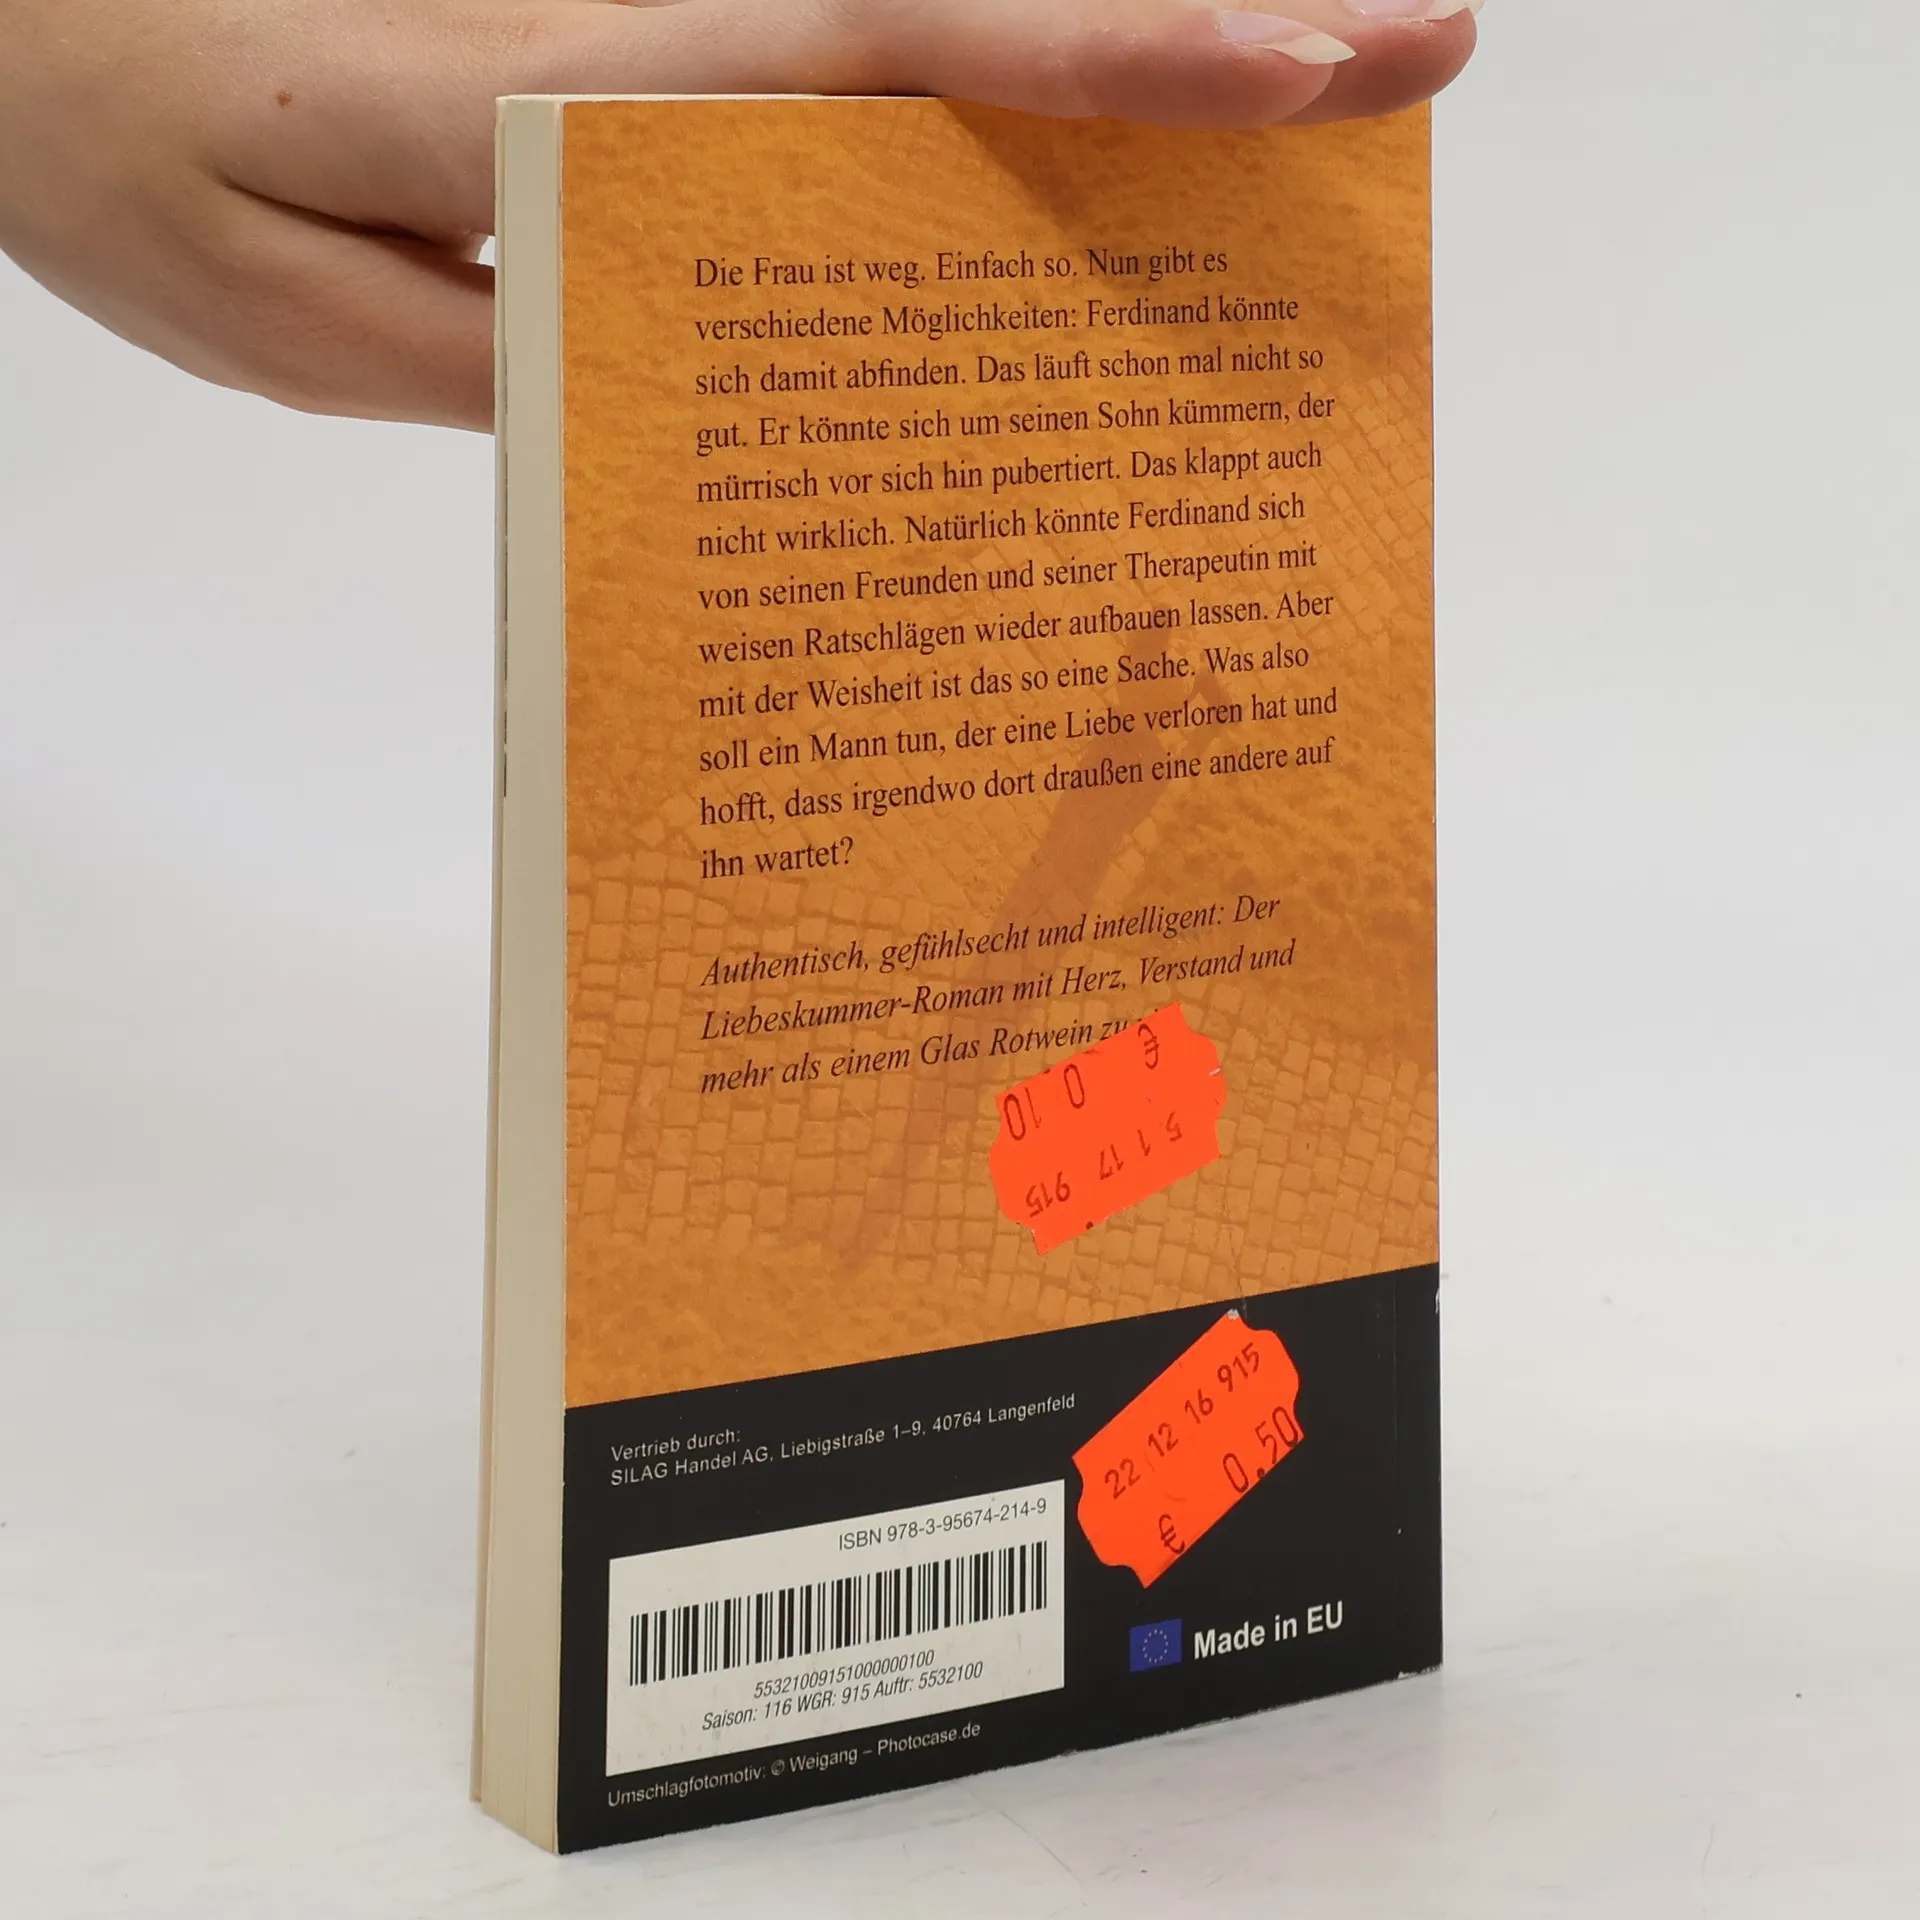 Die Frau ist weg. Einfach so. Nun gibt es
verschiedene Möglichkeiten: Ferdinand könnte
sich damit abfinden. Das läuft schon mal nicht so
gut. Er könnte sich um seinen Sohn kümmern, der
mürrisch vor sich hin pubertiert. Das klappt auch
nicht wirklich. Natürlich könnte Ferdinand sich
von seinen Freunden und seiner Therapeutin mit
weisen Ratschlägen wieder aufbauen lassen. Aber
mit der Weisheit ist das so eine Sache. Was also
soll ein Mann tun, der eine Liebe verloren hat und
hofft, dass irgendwo dort draußen eine andere auf
ihn wartet?
Authentisch, gefühlsecht und intelligent: Der
Liebeskummer-Roman mit Herz, Verstand und
mehr als einem Glas Rotwein zu
5 1 17 915
€ 0.10
22 12 16 915
€ 0.50
Vertrieb durch:
SILAG Handel AG, Liebigstraße 1–9, 40764 Langenfeld
ISBN 978-3-95674-214-9
55321009151000000100
Saison: 116 WGR: 915 Auftr: 5532100
Made in EU
Umschlagfotomotiv: © Weigang – Photocase.de